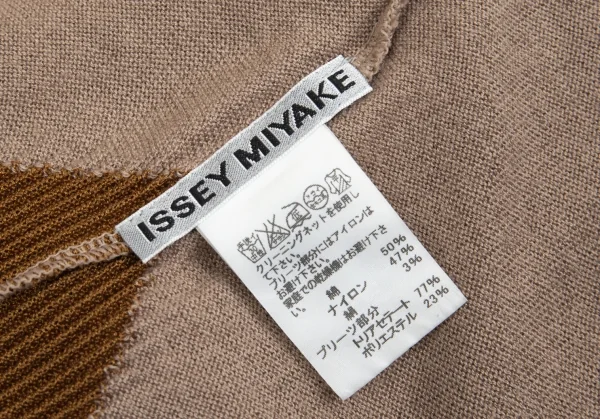 ISSEY MIYAKE
クリーニングネットを使用し
て下さい。
プリーツ部分にはアイロンは
お避け下さい。
家庭での乾燥機はお避け下さ
い。
50%
綿 47%
ナイロン 3%
プリーツ部分
トリアセテート 77%
ポリエステル 23%